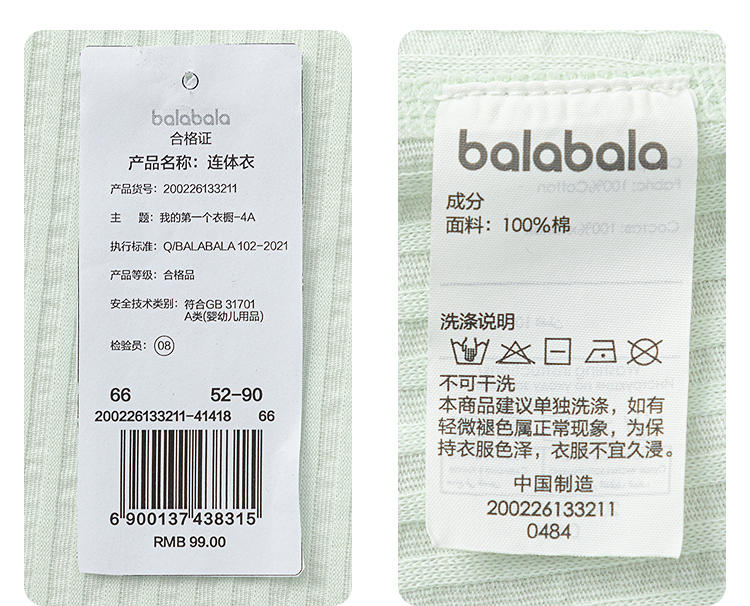 balabala
合格证
产品名称：连体衣
产品货号：200226133211
主 题：我的第一个衣橱-4A
执行标准：Q/BALABALA 102-2021
产品等级：合格品
安全技术类别：符合GB 31701
A类(婴幼儿用品)
检验员：08
66 52-90
200226133211-41418 66
6 900137 438315
RMB 99.00
balabala
成分
面料：100%棉
洗涤说明
不可干洗
本商品建议单独洗涤，如有
轻微褪色属正常现象，为保
持衣服色泽，衣服不宜久浸。
中国制造
200226133211
0484